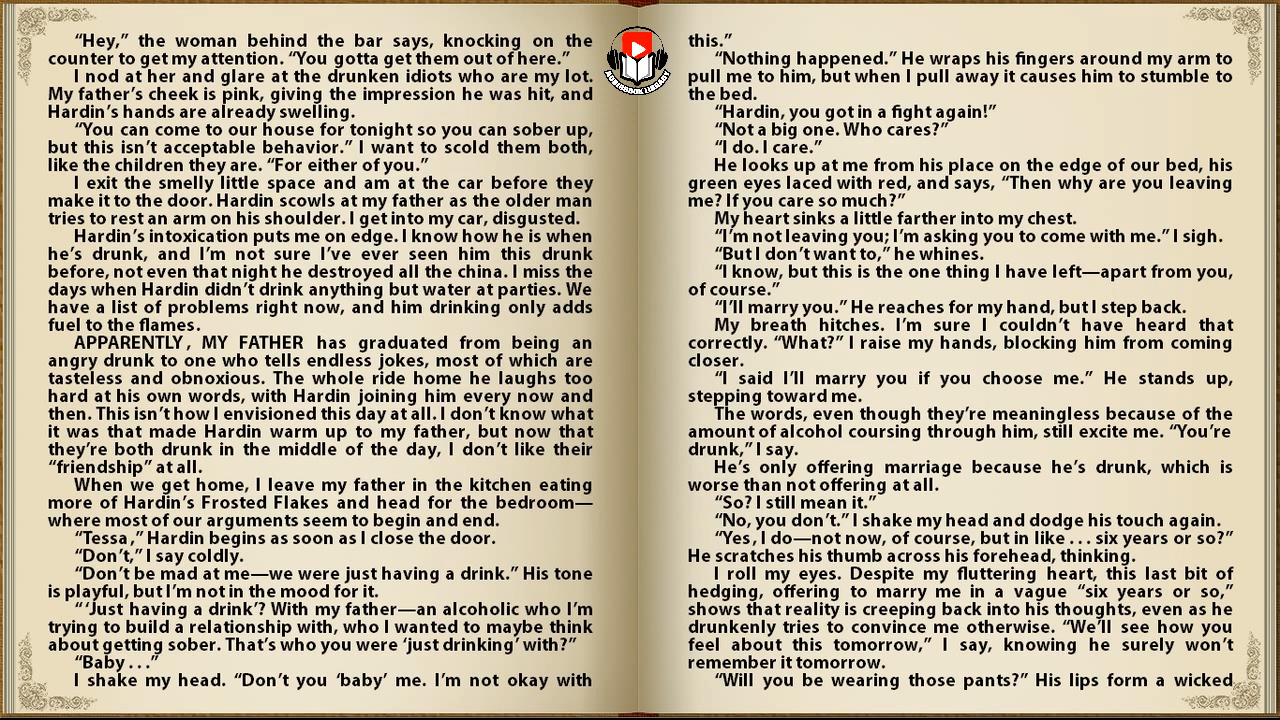 “Hey,” the woman behind the bar says, knocking on the
counter to get my attention. “You gotta get them out of here.”
I nod at her and glare at the drunken idiots who are my lot.
My father’s cheek is pink, giving the impression he was hit, and
Hardin’s hands are already swelling.
“You can come to our house for tonight so you can sober up,
but this isn’t acceptable behavior.” I want to scold them both,
like the children they are. “For either of you.”
I exit the smelly little space and am at the car before they
make it to the door. Hardin scowls at my father as the older man
tries to rest an arm on his shoulder. I get into my car, disgusted.
Hardin’s intoxication puts me on edge. I know how he is when
he’s drunk, and I’m not sure I’ve ever seen him this drunk
before, not even that night he destroyed all the china. I miss the
days when Hardin didn’t drink anything but water at parties. We
have a list of problems right now, and him drinking only adds
fuel to the flames.
APPARENTLY, MY FATHER has graduated from being an
angry drunk to one who tells endless jokes, most of which are
tasteless and obnoxious. The whole ride home he laughs too
hard at his own words, with Hardin joining him every now and
then. This isn’t how I envisioned this day at all. I don’t know what
it was that made Hardin warm up to my father, but now that
they’re both drunk in the middle of the day, I don’t like their
“friendship” at all.
When we get home, I leave my father in the kitchen eating
more of Hardin’s Frosted Flakes and head for the bedroom—
where most of our arguments seem to begin and end.
“Tessa,” Hardin begins as soon as I close the door.
“Don’t,” I say coldly.
“Don’t be mad at me—we were just having a drink.” His tone
is playful, but I’m not in the mood for it.
“ ‘Just having a drink’? With my father—an alcoholic who I’m
trying to build a relationship with, who I wanted to maybe think
about getting sober. That’s who you were ‘just drinking’ with?”
“Baby . . .”
I shake my head. “Don’t you ‘baby’ me. I’m not okay with
this.”
“Nothing happened.” He wraps his fingers around my arm to
pull me to him, but when I pull away it causes him to stumble to
the bed.
“Hardin, you got in a fight again!”
“Not a big one. Who cares?”
“I do. I care.”
He looks up at me from his place on the edge of our bed, his
green eyes laced with red, and says, “Then why are you leaving
me? If you care so much?”
My heart sinks a little farther into my chest.
“I’m not leaving you; I’m asking you to come with me.” I sigh.
“But I don’t want to,” he whines.
“I know, but this is the one thing I have left—apart from you,
of course.”
“I’ll marry you.” He reaches for my hand, but I step back.
My breath hitches. I’m sure I couldn’t have heard that
correctly. “What?” I raise my hands, blocking him from coming
closer.
“I said I’ll marry you if you choose me.” He stands up,
stepping toward me.
The words, even though they’re meaningless because of the
amount of alcohol coursing through him, still excite me. “You’re
drunk,” I say.
He’s only offering marriage because he’s drunk, which is
worse than not offering at all.
“So? I still mean it.”
“No, you don’t.” I shake my head and dodge his touch again.
“Yes, I do—not now, of course, but in like . . . six years or so?”
He scratches his thumb across his forehead, thinking.
I roll my eyes. Despite my fluttering heart, this last bit of
hedging, offering to marry me in a vague “six years or so,”
shows that reality is creeping back into his thoughts, even as he
drunkenly tries to convince me otherwise. “We’ll see how you
feel about this tomorrow,” I say, knowing he surely won’t
remember it tomorrow.
“Will you be wearing those pants?” His lips form a wicked